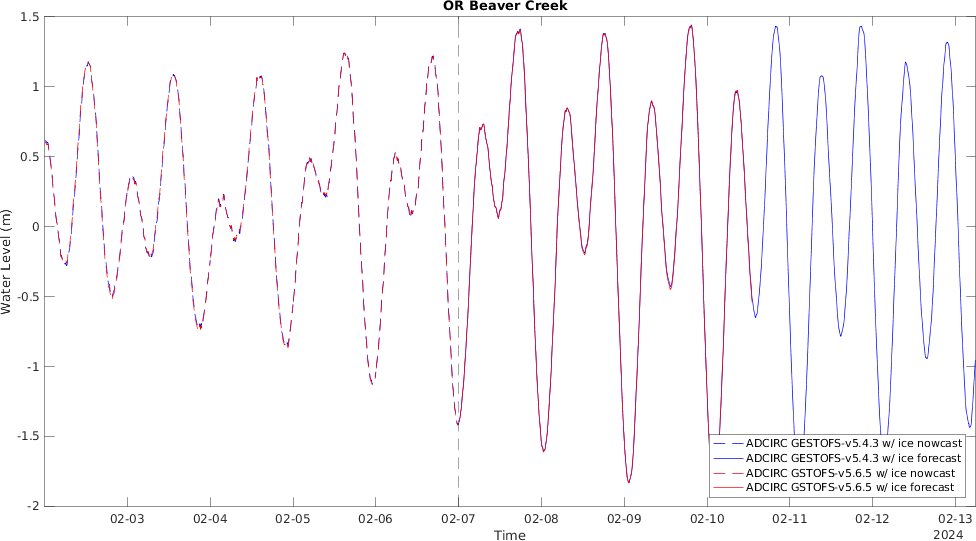 OR Beaver Creek
1.5
1
0.5
0
-0.5
-1
-1.5
-2
Water Level (m)
ADCIRC GESTOFS-v5.4.3 w/ ice nowcast
ADCIRC GESTOFS-v5.4.3 w/ ice forecast
ADCIRC GSTOFS-v5.6.5 w/ ice nowcast
ADCIRC GSTOFS-v5.6.5 w/ ice forecast
02-03 02-04 02-05 02-06 02-07 02-08 02-09 02-10 02-11 02-12 02-13
Time
2024